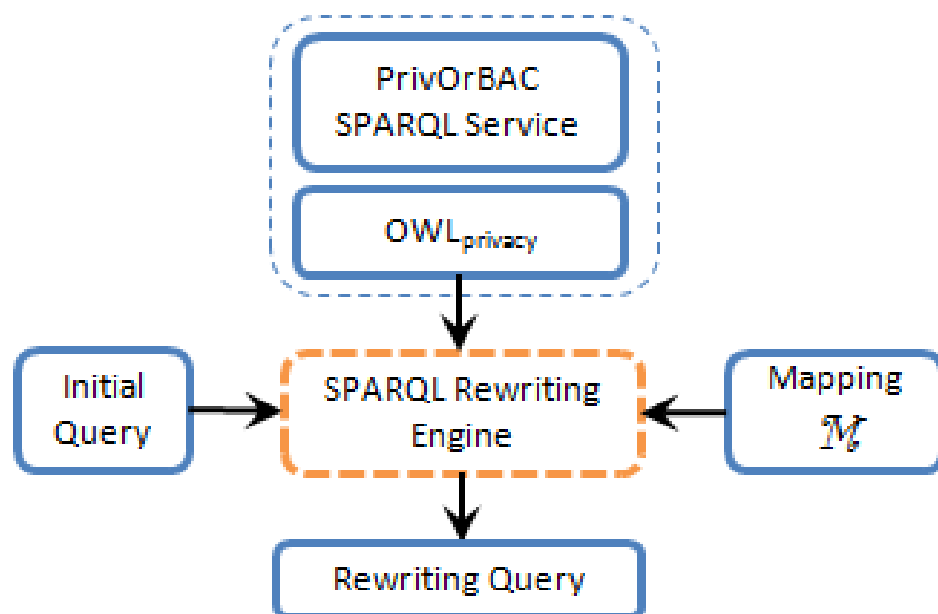 PrivOrBAC
SPARQL Service
OWLprivacy
Initial
Query
SPARQL Rewriting
Engine
Mapping
ℳ
Rewriting Query